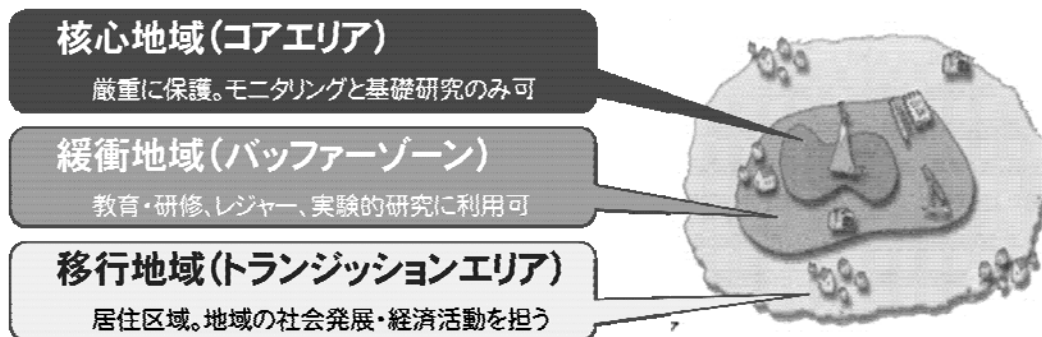 核心地域(コアエリア)
厳重に保護。モニタリングと基礎研究のみ可
緩衝地域(バッファーゾーン)
教育・研修、レジャー、実験的研究に利用可
移行地域(トランジッションエリア)
居住区域。地域の社会発展・経済活動を担う
7